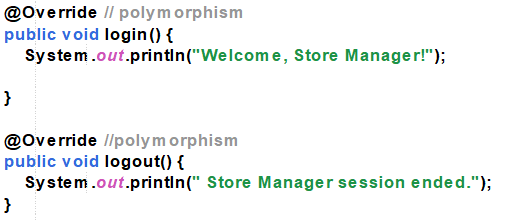 @Override // polymorphism
public void login() {
System.out.println("Welcome, Store Manager!");
}
@Override //polymorphism
public void logout() {
System.out.println(" Store Manager session ended.");
}